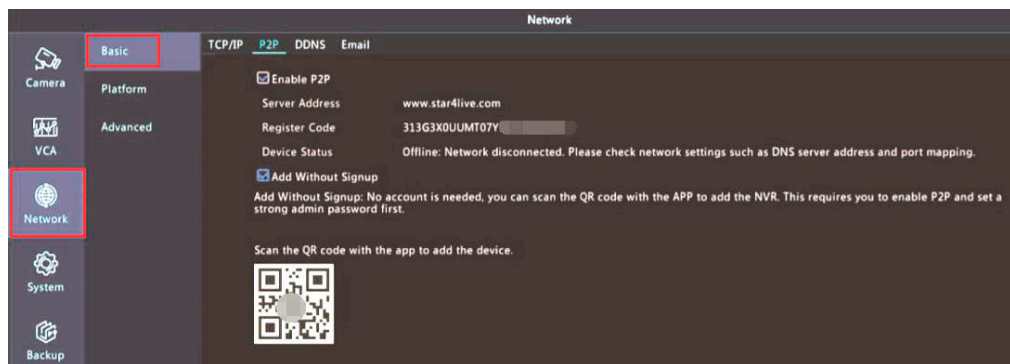 Network
Camera
VCA
Network
System
Backup
Basic
Platform
Advanced
TCP/IP P2P DDNS Email
Enable P2P
Server Address www.star4live.com
Register Code 313G3X0UUMT07Y
Device Status Offline: Network disconnected. Please check network settings such as DNS server address and port mapping.
Add Without Signup
Add Without Signup: No account is needed, you can scan the QR code with the APP to add the NVR. This requires you to enable P2P and set a
strong admin password first.
Scan the QR code with the app to add the device.